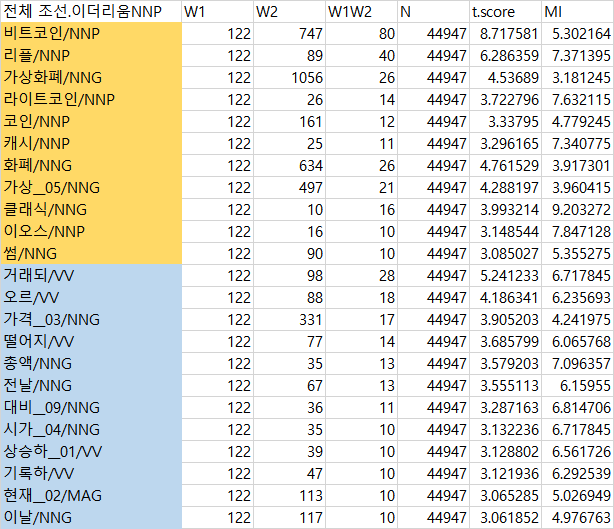 전체 조선.이더리움NNP W1 W2 W1W2 N t.score MI
비트코인/NNP 122 747 80 44947 8.717581 5.302164
리플/NNP 122 89 40 44947 6.286359 7.371395
가상화폐/NNG 122 1056 26 44947 4.53689 3.181245
라이트코인/NNP 122 26 14 44947 3.722796 7.632115
코인/NNP 122 161 12 44947 3.33795 4.779245
캐시/NNP 122 25 11 44947 3.296165 7.340775
화폐/NNG 122 634 26 44947 4.761529 3.917301
가상__05/NNG 122 497 21 44947 4.288197 3.960415
클래식/NNG 122 10 16 44947 3.993214 9.203272
이오스/NNP 122 16 10 44947 3.148544 7.847128
썸/NNG 122 90 10 44947 3.085027 5.355275
거래되/VV 122 98 28 44947 5.241233 6.717845
오르/VV 122 88 18 44947 4.186341 6.235693
가격__03/NNG 122 331 17 44947 3.905203 4.241975
떨어지/VV 122 77 14 44947 3.685799 6.065768
총액/NNG 122 35 13 44947 3.579203 7.096357
전날/NNG 122 67 13 44947 3.555113 6.15955
대비__09/NNG 122 36 11 44947 3.287163 6.814706
시가__04/NNG 122 35 10 44947 3.132236 6.717845
상승하__01/VV 122 39 10 44947 3.128802 6.561726
기록하/VV 122 47 10 44947 3.121936 6.292539
현재__02/MAG 122 113 10 44947 3.065285 5.026949
이날/NNG 122 117 10 44947 3.061852 4.976763